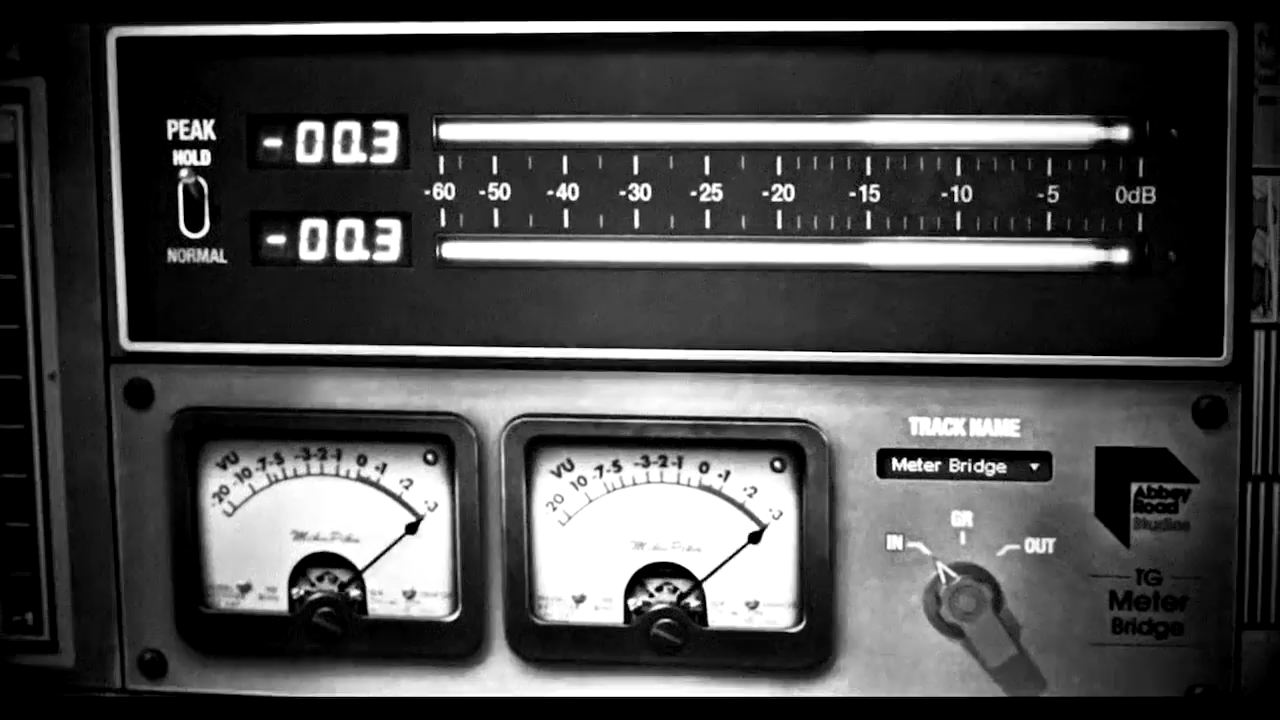 PEAK
HOLD
NORMAL
-00.3
-00.3
-60 -50 -40 -30 -25 -20 -15 -10 -5 0dB
VU
-20 -10 -7 -5 -3 -2 -1 0 -1 -2 -3
VU
20 10 -7 -5 -3 -2 -1 0 -1 -2 -3
TRACK NAME
Meter Bridge
IN GR OUT
Abbey
Road
Studios
TG
Meter
Bridge